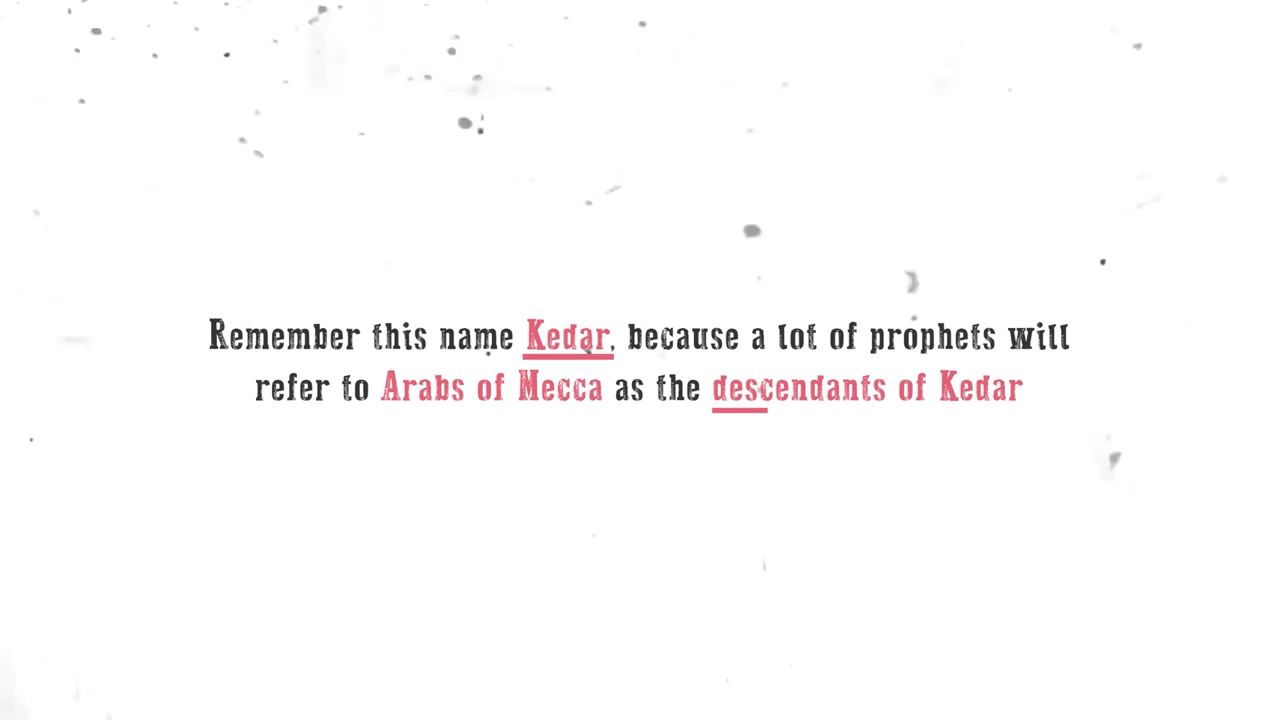 Remember this name Kedar, because a lot of prophets will
refer to Arabs of Mecca as the descendants of Kedar